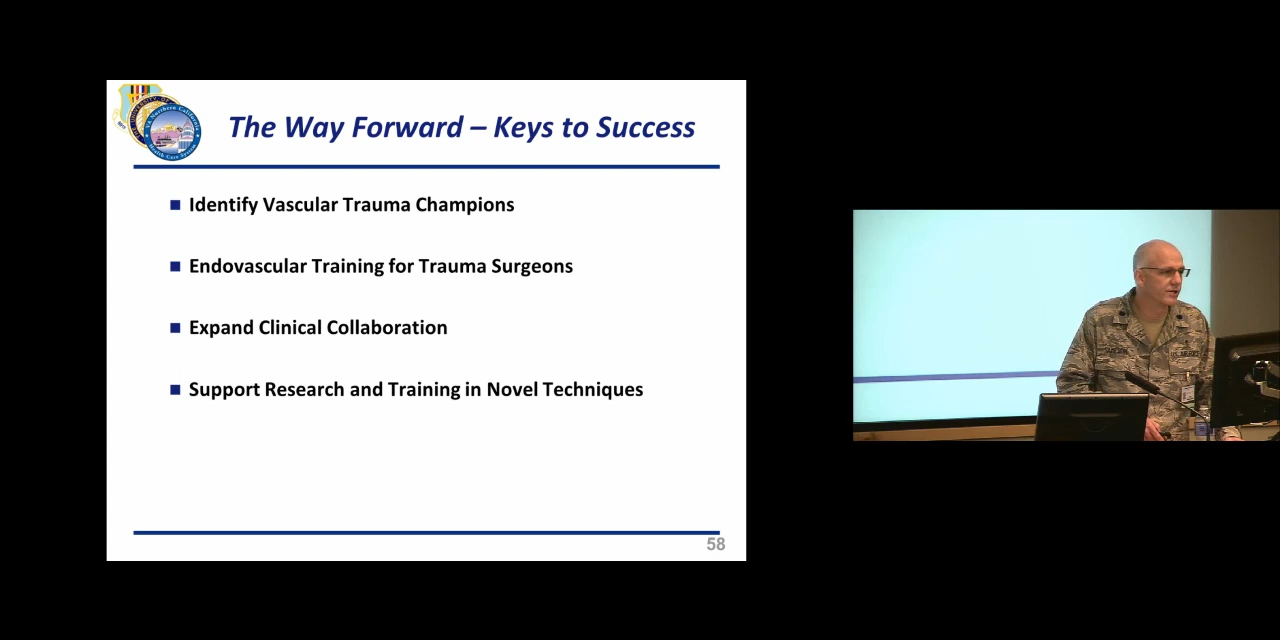 The Way Forward – Keys to Success
■ Identify Vascular Trauma Champions
■ Endovascular Training for Trauma Surgeons
■ Expand Clinical Collaboration
■ Support Research and Training in Novel Techniques
58